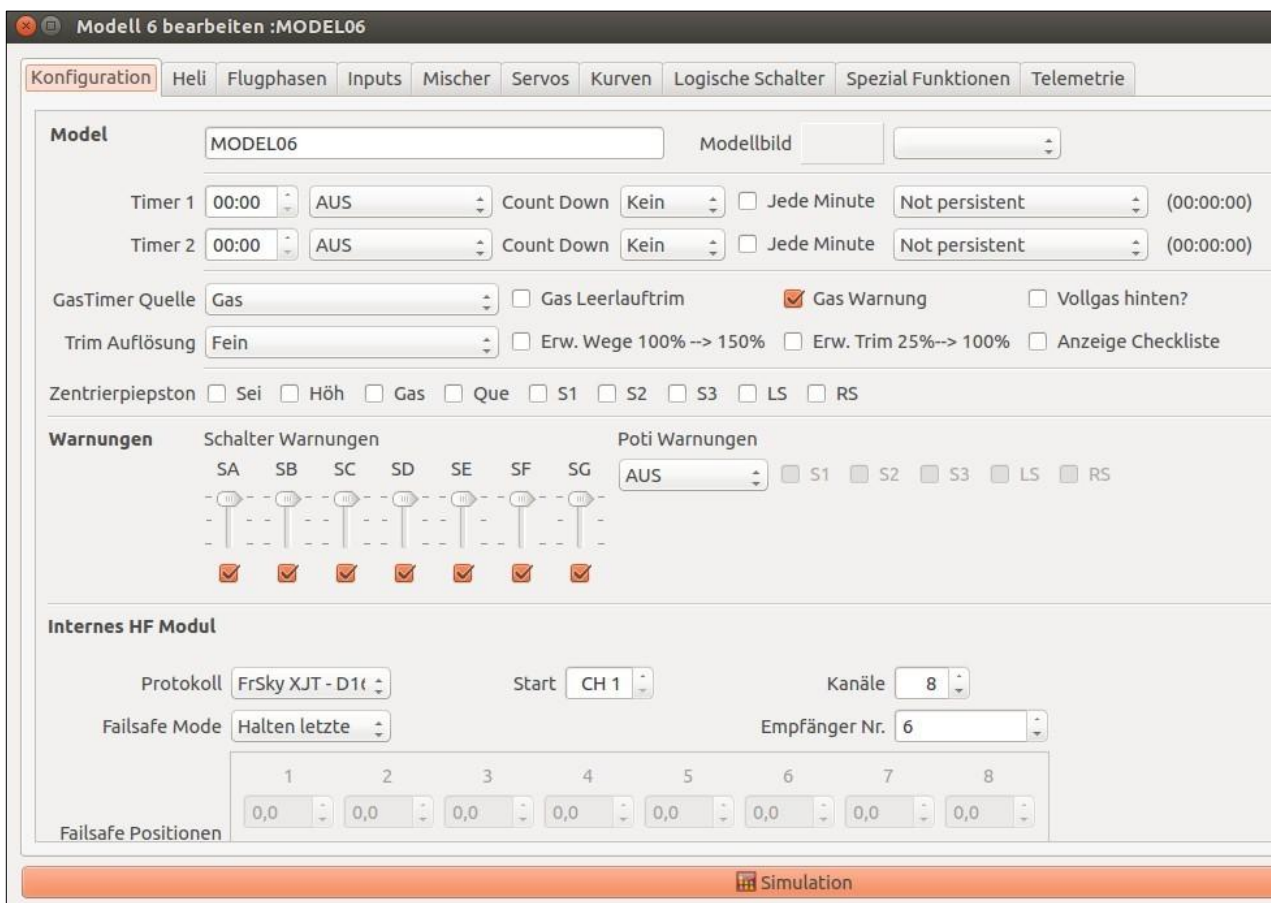 Modell 6 bearbeiten :MODEL06
Konfiguration Heli Flugphasen Inputs Mischer Servos Kurven Logische Schalter Spezial Funktionen Telemetrie
Model MODEL06 Modellbild
Timer 1 00:00 AUS Count Down Kein Jede Minute Not persistent (00:00:00)
Timer 2 00:00 AUS Count Down Kein Jede Minute Not persistent (00:00:00)
GasTimer Quelle Gas Gas Leerlauftrim Gas Warnung Vollgas hinten?
Trim Auflösung Fein Erw. Wege 100% --> 150% Erw. Trim 25%--> 100% Anzeige Checkliste
Zentrierpiepston Sei Höh Gas Que S1 S2 S3 LS RS
Warnungen Schalter Warnungen Poti Warnungen
SA SB SC SD SE SF SG AUS S1 S2 S3 LS RS
Internes HF Modul
Protokoll FrSky XJT - D16 Start CH 1 Kanäle 8
Failsafe Mode Halten letzte Empfänger Nr. 6
1 2 3 4 5 6 7 8
0,0 0,0 0,0 0,0 0,0 0,0 0,0 0,0
Failsafe Positionen
Simulation